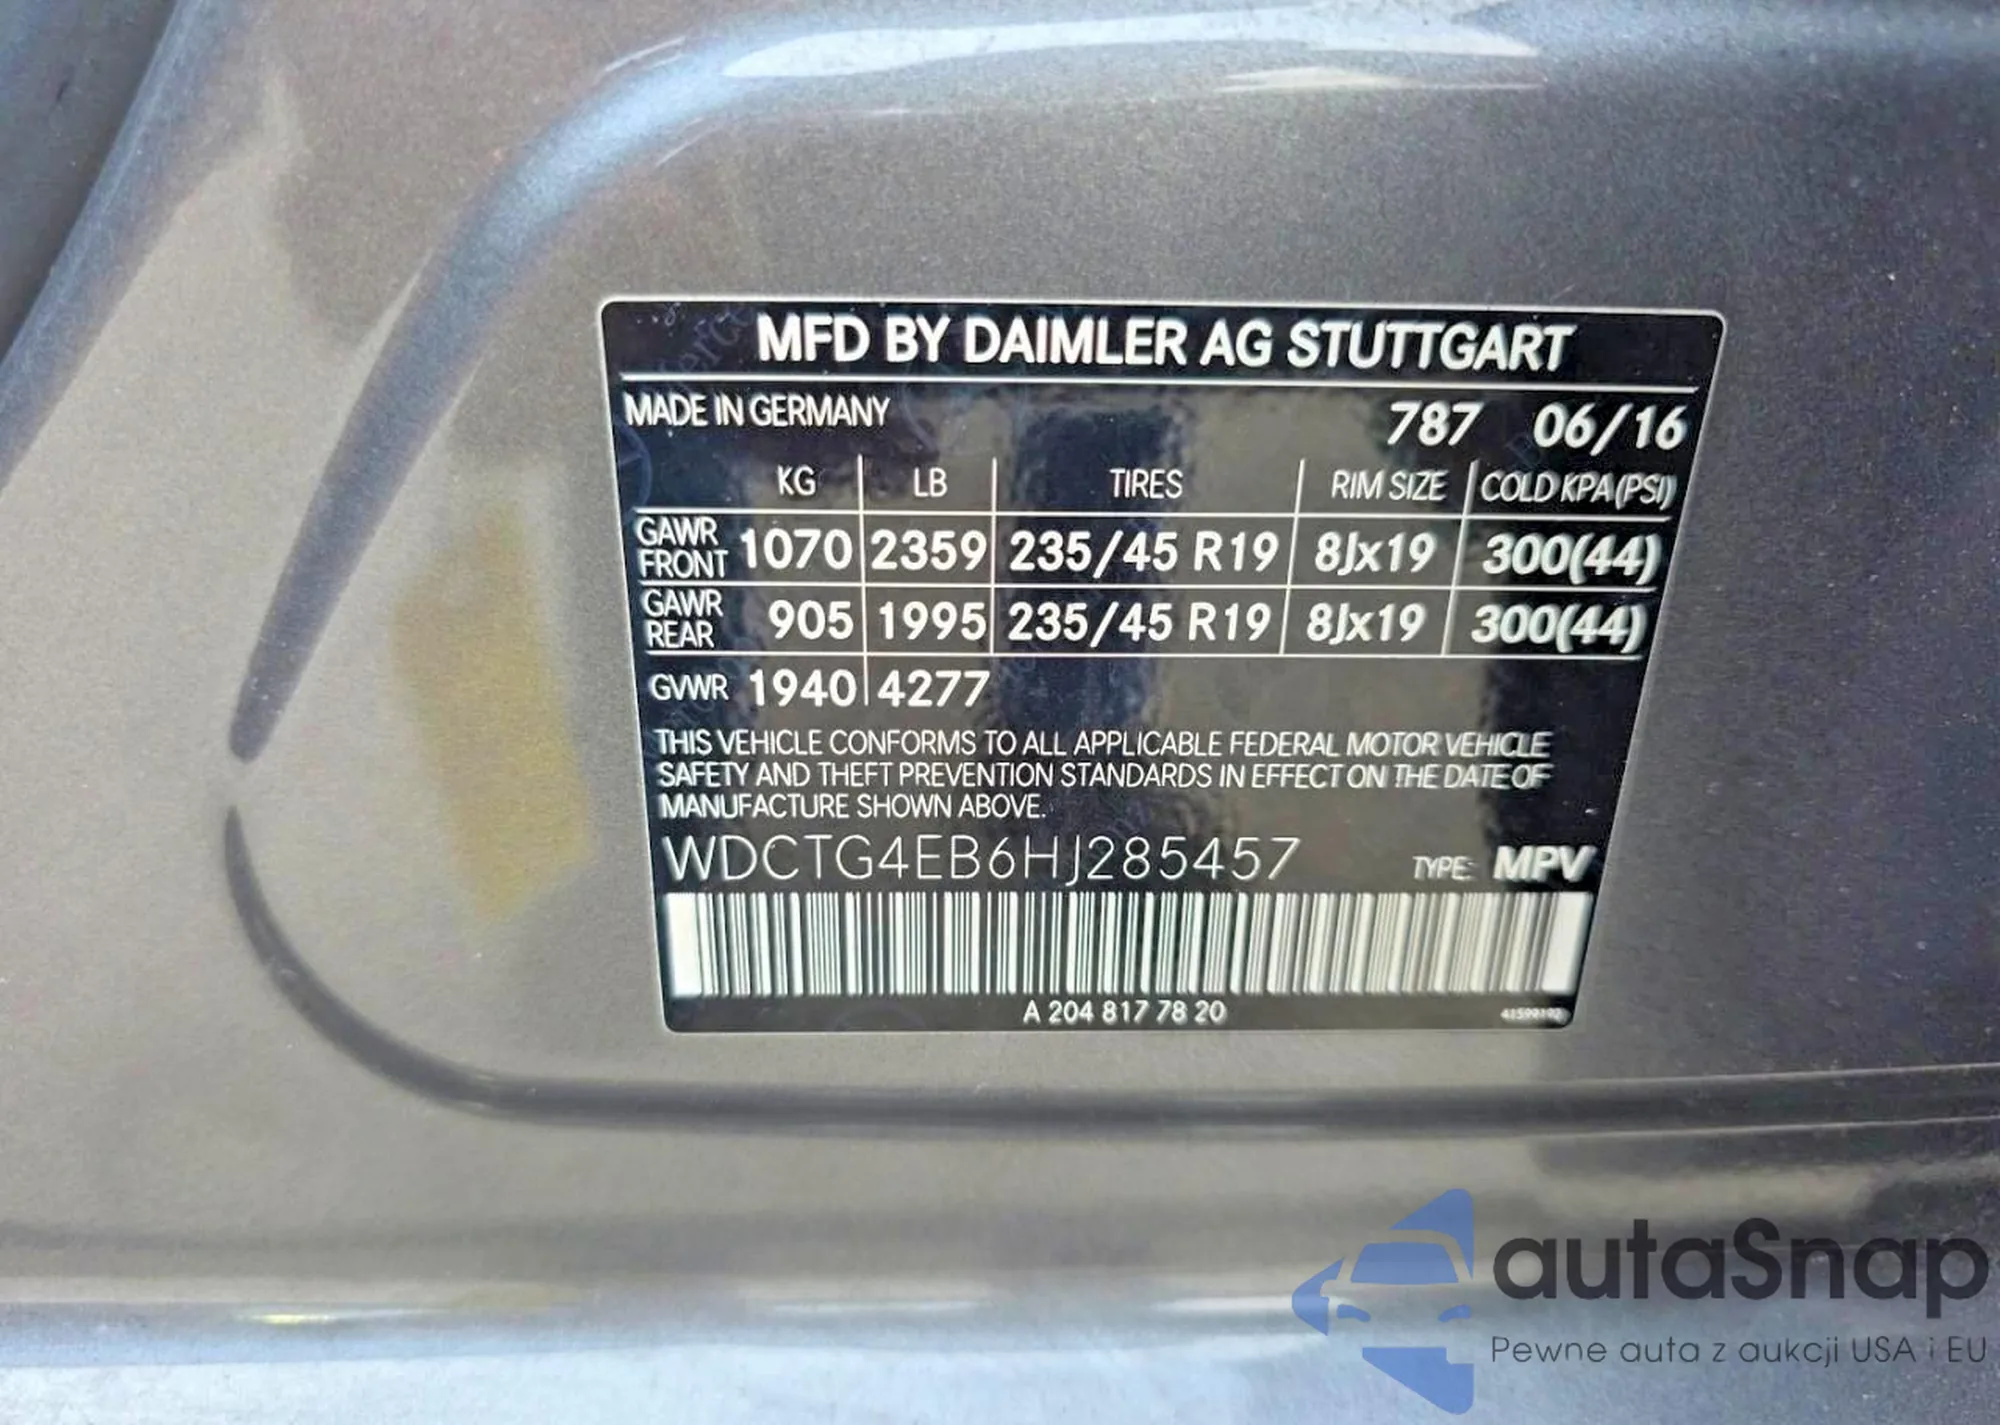 MFD BY DAIMLER AG STUTTGART
MADE IN GERMANY 787 06/16
KG LB TIRES RIM SIZE COLD KPA(PSI)
GAWR FRONT 1070 2359 235/45 R19 8Jx19 300(44)
GAWR REAR 905 1995 235/45 R19 8Jx19 300(44)
GVWR 1940 4277
THIS VEHICLE CONFORMS TO ALL APPLICABLE FEDERAL MOTOR VEHICLE
SAFETY AND THEFT PREVENTION STANDARDS IN EFFECT ON THE DATE OF
MANUFACTURE SHOWN ABOVE.
WDCTG4EB6HJ285457 TYPE: MPV
A 204 817 78 20
autaSnap
Pewne auta z aukcji USA i EU